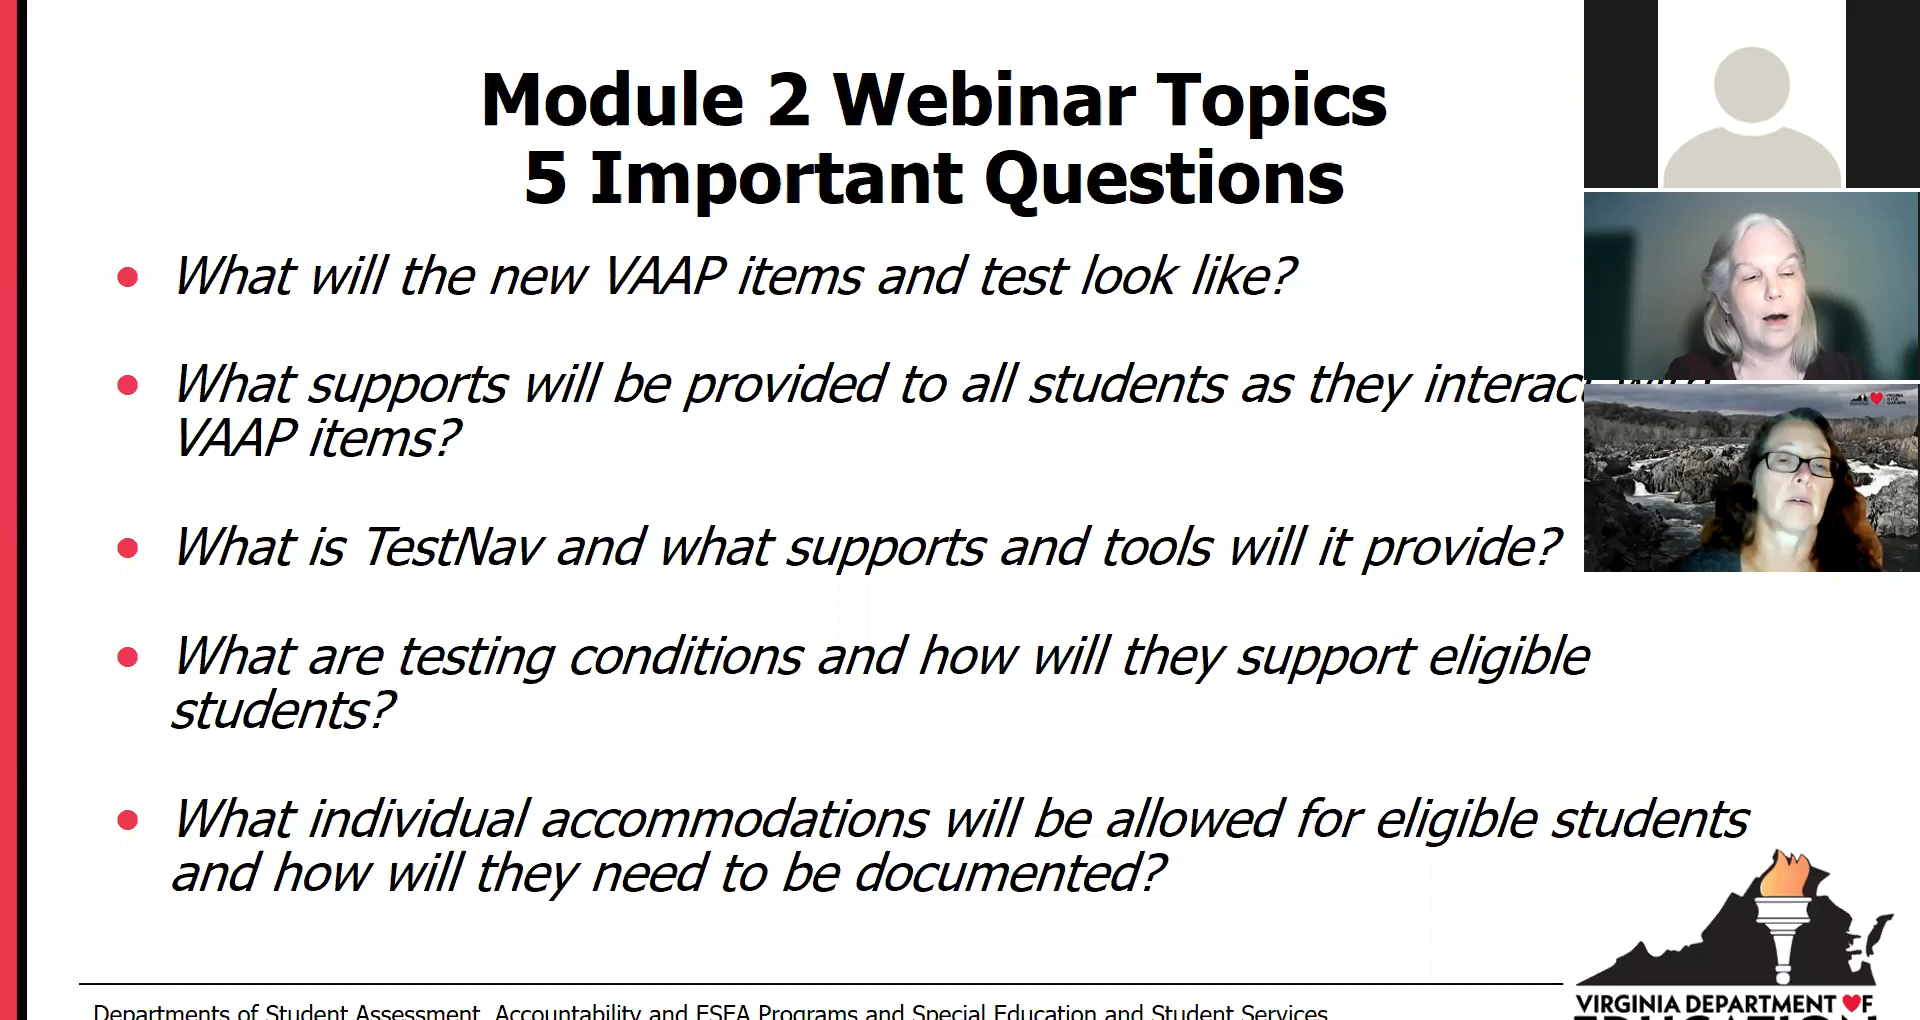 Module 2 Webinar Topics
5 Important Questions
• What will the new VAAP items and test look like?
• What supports will be provided to all students as they interact with
VAAP items?
• What is TestNav and what supports and tools will it provide?
• What are testing conditions and how will they support eligible
students?
• What individual accommodations will be allowed for eligible students
and how will they need to be documented?
Departments of Student Assessment, Accountability and ESEA Programs and Special Education and Student Services
VIRGINIA DEPARTMENT OF
EDUCATION